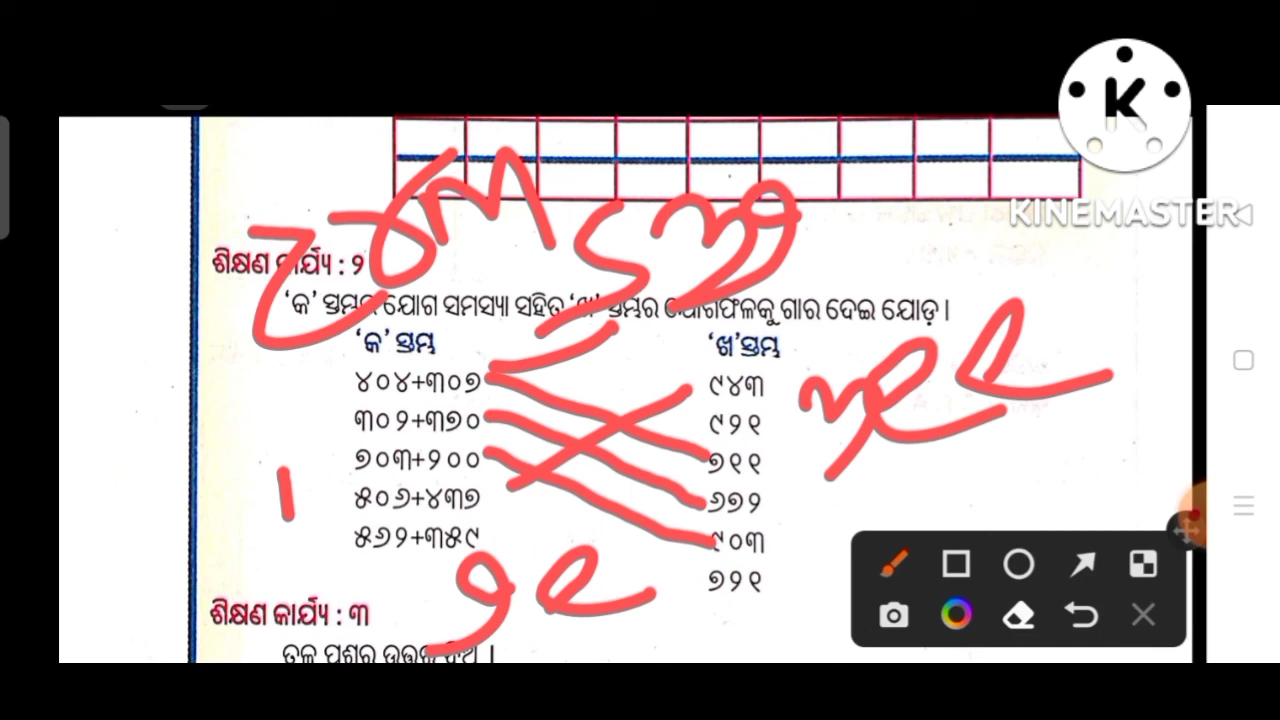 K
KINEMASTER
ଶିକ୍ଷଣ କାର୍ଯ୍ୟ : ୨
‘କ’ ସ୍ତମ୍ଭର ଯୋଗ ସମସ୍ୟା ସହିତ ‘ଖ’ ସ୍ତମ୍ଭର ଯୋଗଫଳକୁ ଗାର ଦେଇ ଯୋଡ଼ ।
‘କ’ ସ୍ତମ୍ଭ ‘ଖ’ସ୍ତମ୍ଭ
୪୦୪+୩୦୭ ୯୪୩
୩୦୨+୩୭୦ ୯୨୧
୭୦୩+୨୦୦ ୭୧୧
୫୦୬+୪୩୭ ୬୭୨
୫୬୨+୩୫୯ ୯୦୩
୭୨୧
ଶିକ୍ଷଣ କାର୍ଯ୍ୟ : ୩